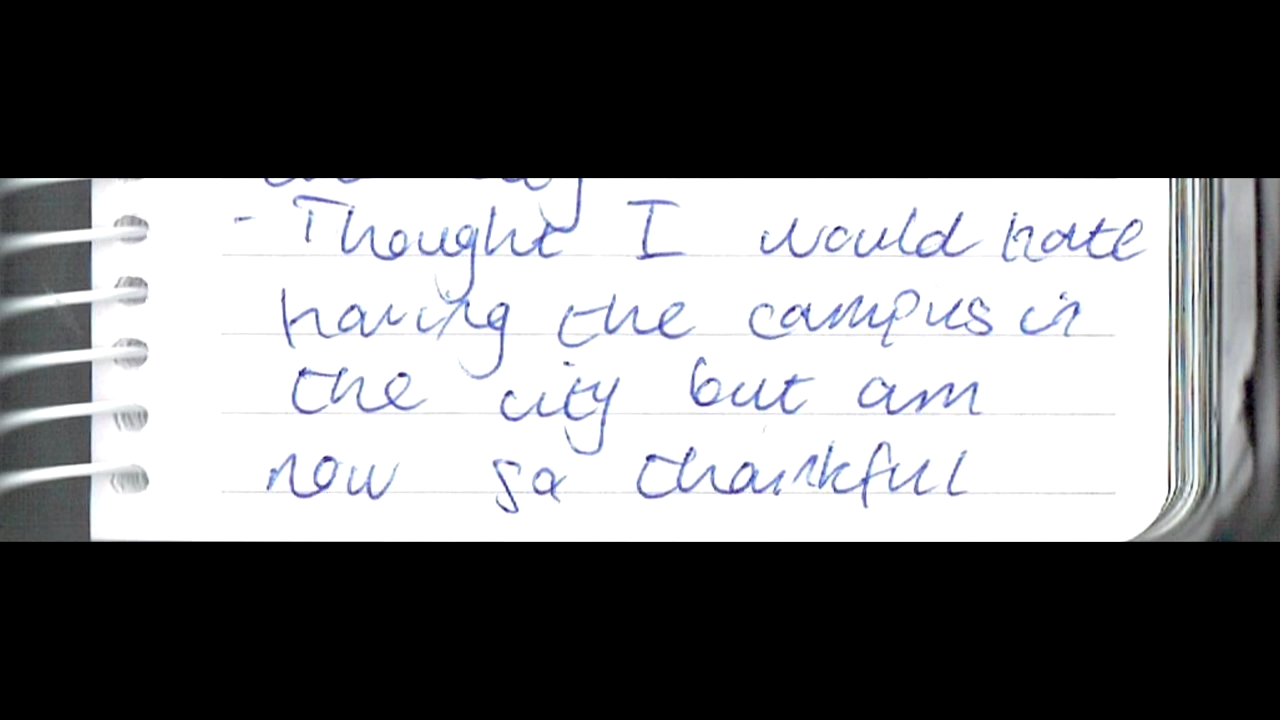 - Thought I would hate
having the campus in
the city but am
now so thankful